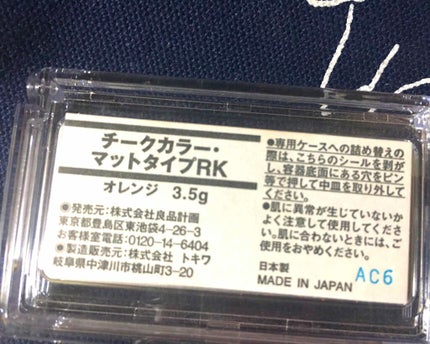 チークカラー・
マットタイプRK
オレンジ 3.5g
●発売元:株式会社良品計画
東京都豊島区東池袋4-26-3
お客様室電話:0120-14-6404
●製造販売元:株式会社 トキワ
岐阜県中津川市桃山町3-20
●専用ケースへの詰め替えの
際は、こちらのシールを剥が
し、容器底面にある穴をピン
等で押して中皿を取り外して
ください。
●肌に異常が生じていないか
よく注意して使用してくださ
い。肌に合わないときには、ご
使用をおやめください。
日本製
MADE IN JAPAN AC6